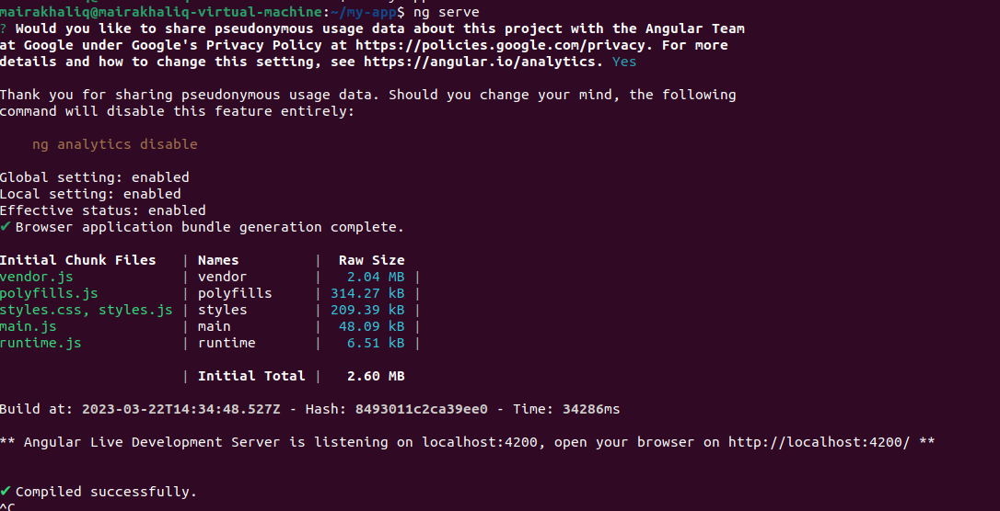 mairakhaliq@mairakhaliq-virtual-machine:~/my-app$ ng serve
? Would you like to share pseudonymous usage data about this project with the Angular Team
at Google under Google's Privacy Policy at https://policies.google.com/privacy. For more
details and how to change this setting, see https://angular.io/analytics. Yes
Thank you for sharing pseudonymous usage data. Should you change your mind, the following
command will disable this feature entirely:
ng analytics disable
Global setting: enabled
Local setting: enabled
Effective status: enabled
✔ Browser application bundle generation complete.
Initial Chunk Files | Names | Raw Size
vendor.js | vendor | 2.04 MB |
polyfills.js | polyfills | 314.27 kB |
styles.css, styles.js | styles | 209.39 kB |
main.js | main | 48.09 kB |
runtime.js | runtime | 6.51 kB |
| Initial Total | 2.60 MB
Build at: 2023-03-22T14:34:48.527Z - Hash: 8493011c2ca39ee0 - Time: 34286ms
** Angular Live Development Server is listening on localhost:4200, open your browser on http://localhost:4200/ **
✔ Compiled successfully.
^C